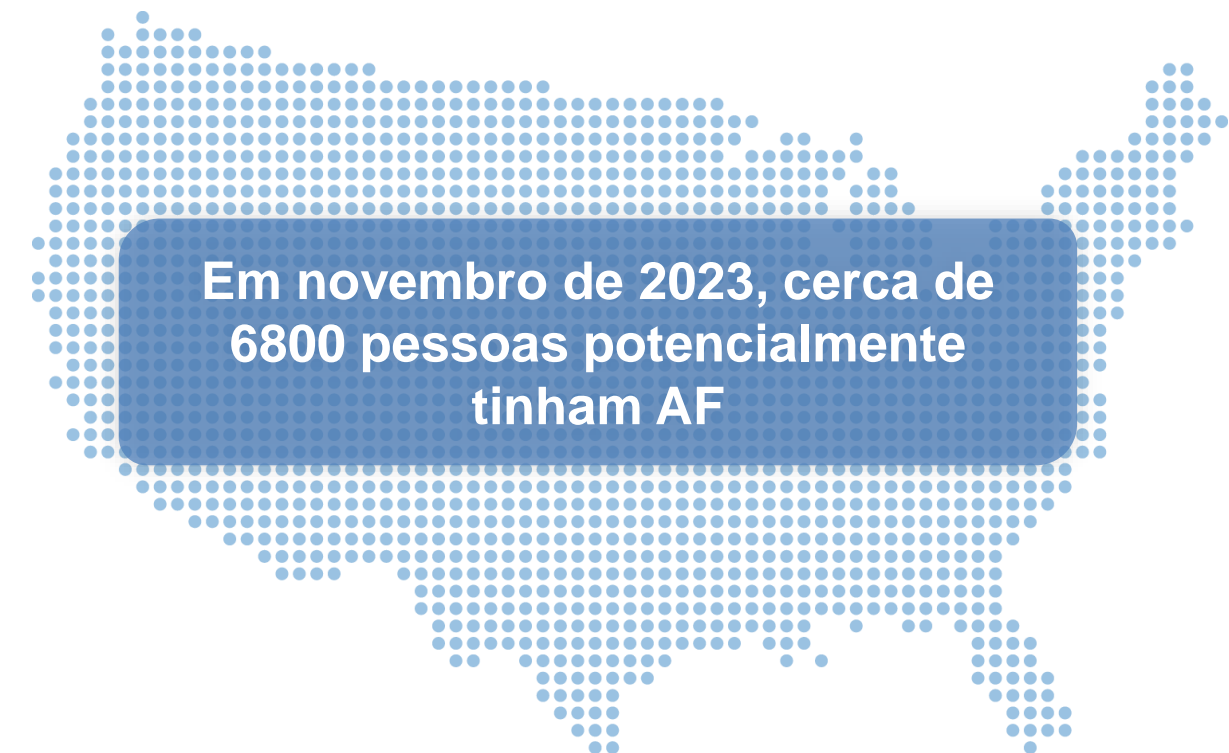 Em novembro de 2023, cerca de
6800 pessoas potencialmente
tinham AF